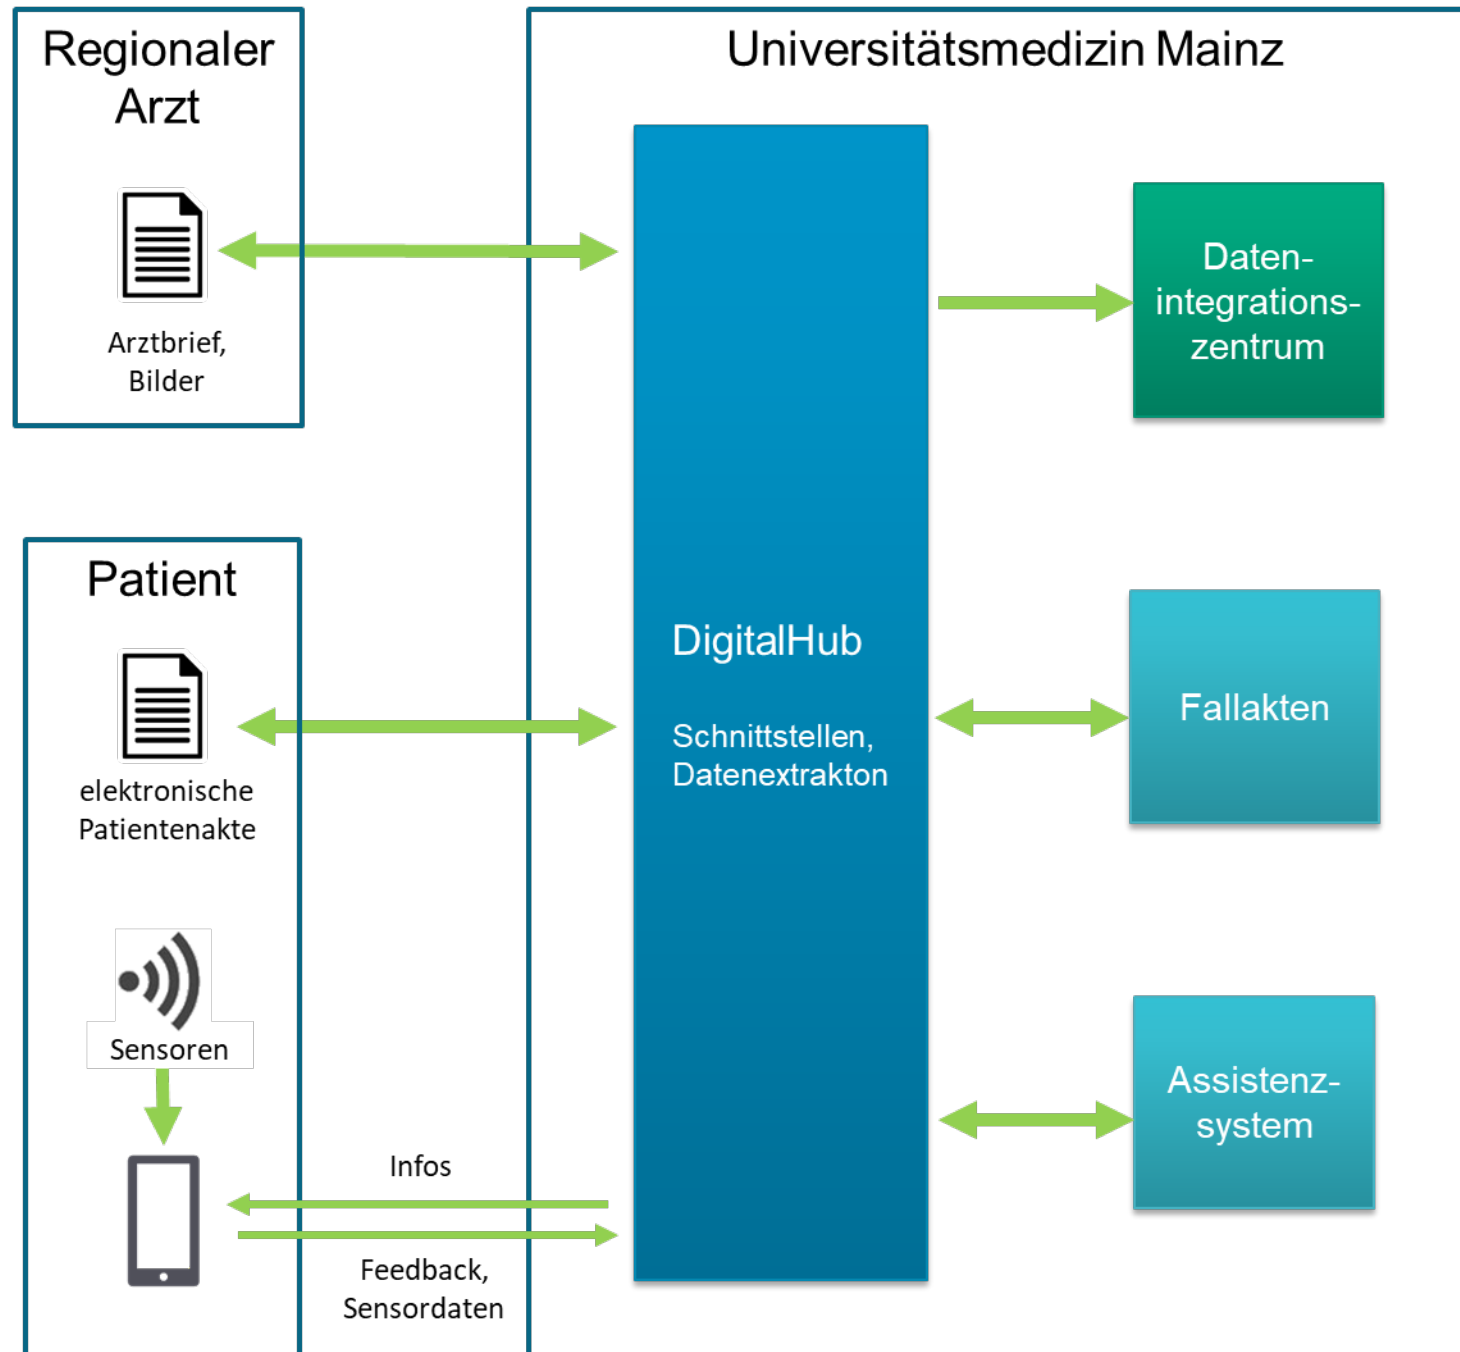 Regionaler
Arzt
Arztbrief,
Bilder
Patient
elektronische
Patientenakte
Sensoren
Infos
Feedback,
Sensordaten
Universitätsmedizin Mainz
DigitalHub
Schnittstellen,
Datenextrakton
Daten-
integrations-
zentrum
Fallakten
Assistenz-
system